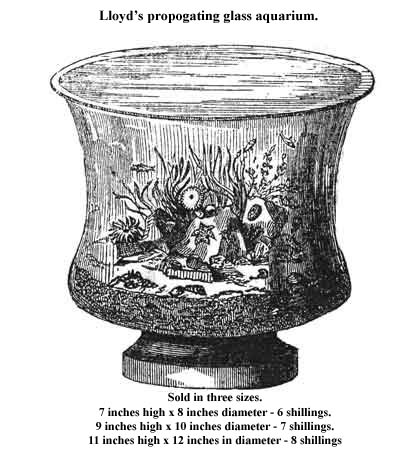 Lloyd's propogating glass aquarium.
Sold in three sizes.
7 inches high x 8 inches diameter - 6 shillings.
9 inches high x 10 inches diameter - 7 shillings.
11 inches high x 12 inches in diameter - 8 shillings